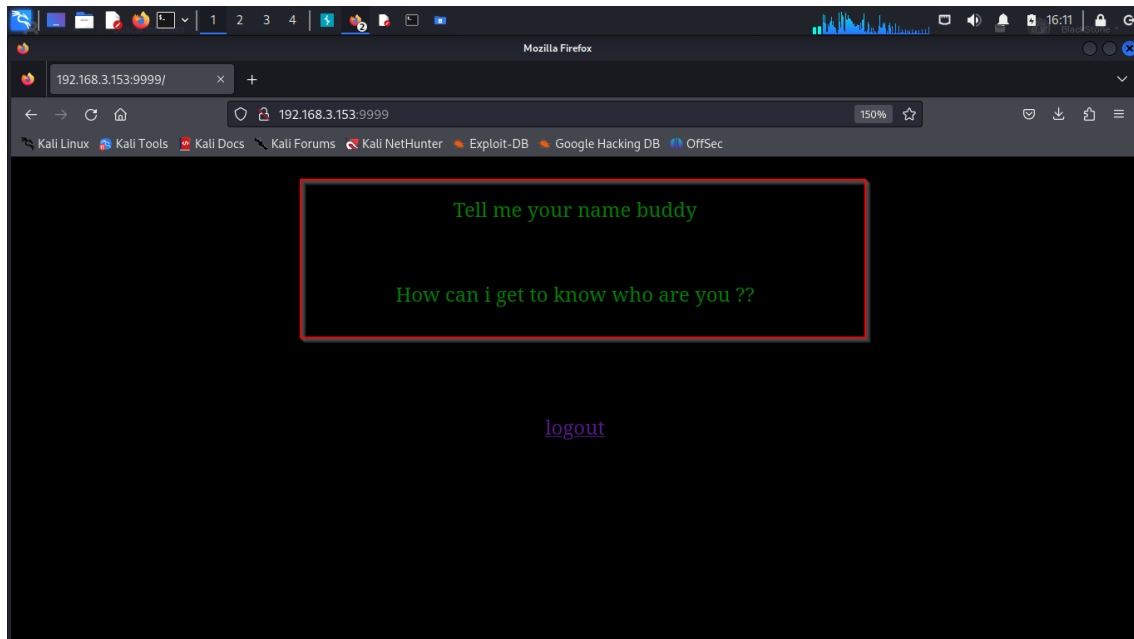 1 2 3 4 2 16:11
BlackStone
Mozilla Firefox
192.168.3.153:9999/
192.168.3.153:9999 150%
Kali Linux Kali Tools Kali Docs Kali Forums Kali NetHunter Exploit-DB Google Hacking DB OffSec
Tell me your name buddy
How can i get to know who are you ??
logout